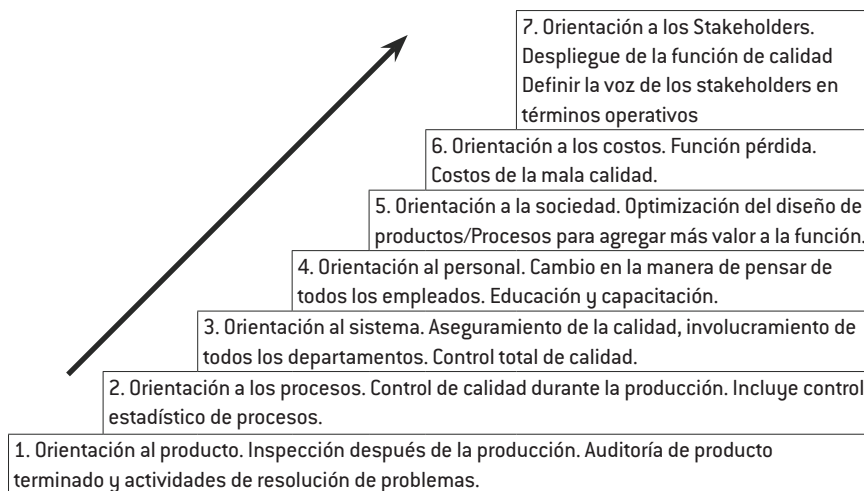 7. Orientación a los Stakeholders.
Despliegue de la función de calidad
Definir la voz de los stakeholders en
términos operativos
6. Orientación a los costos. Función pérdida.
Costos de la mala calidad.
5. Orientación a la sociedad. Optimización del diseño de
productos/Procesos para agregar más valor a la función.
4. Orientación al personal. Cambio en la manera de pensar de
todos los empleados. Educación y capacitación.
3. Orientación al sistema. Aseguramiento de la calidad, involucramiento de
todos los departamentos. Control total de calidad.
2. Orientación a los procesos. Control de calidad durante la producción. Incluye control
estadístico de procesos.
1. Orientación al producto. Inspección después de la producción. Auditoría de producto
terminado y actividades de resolución de problemas.